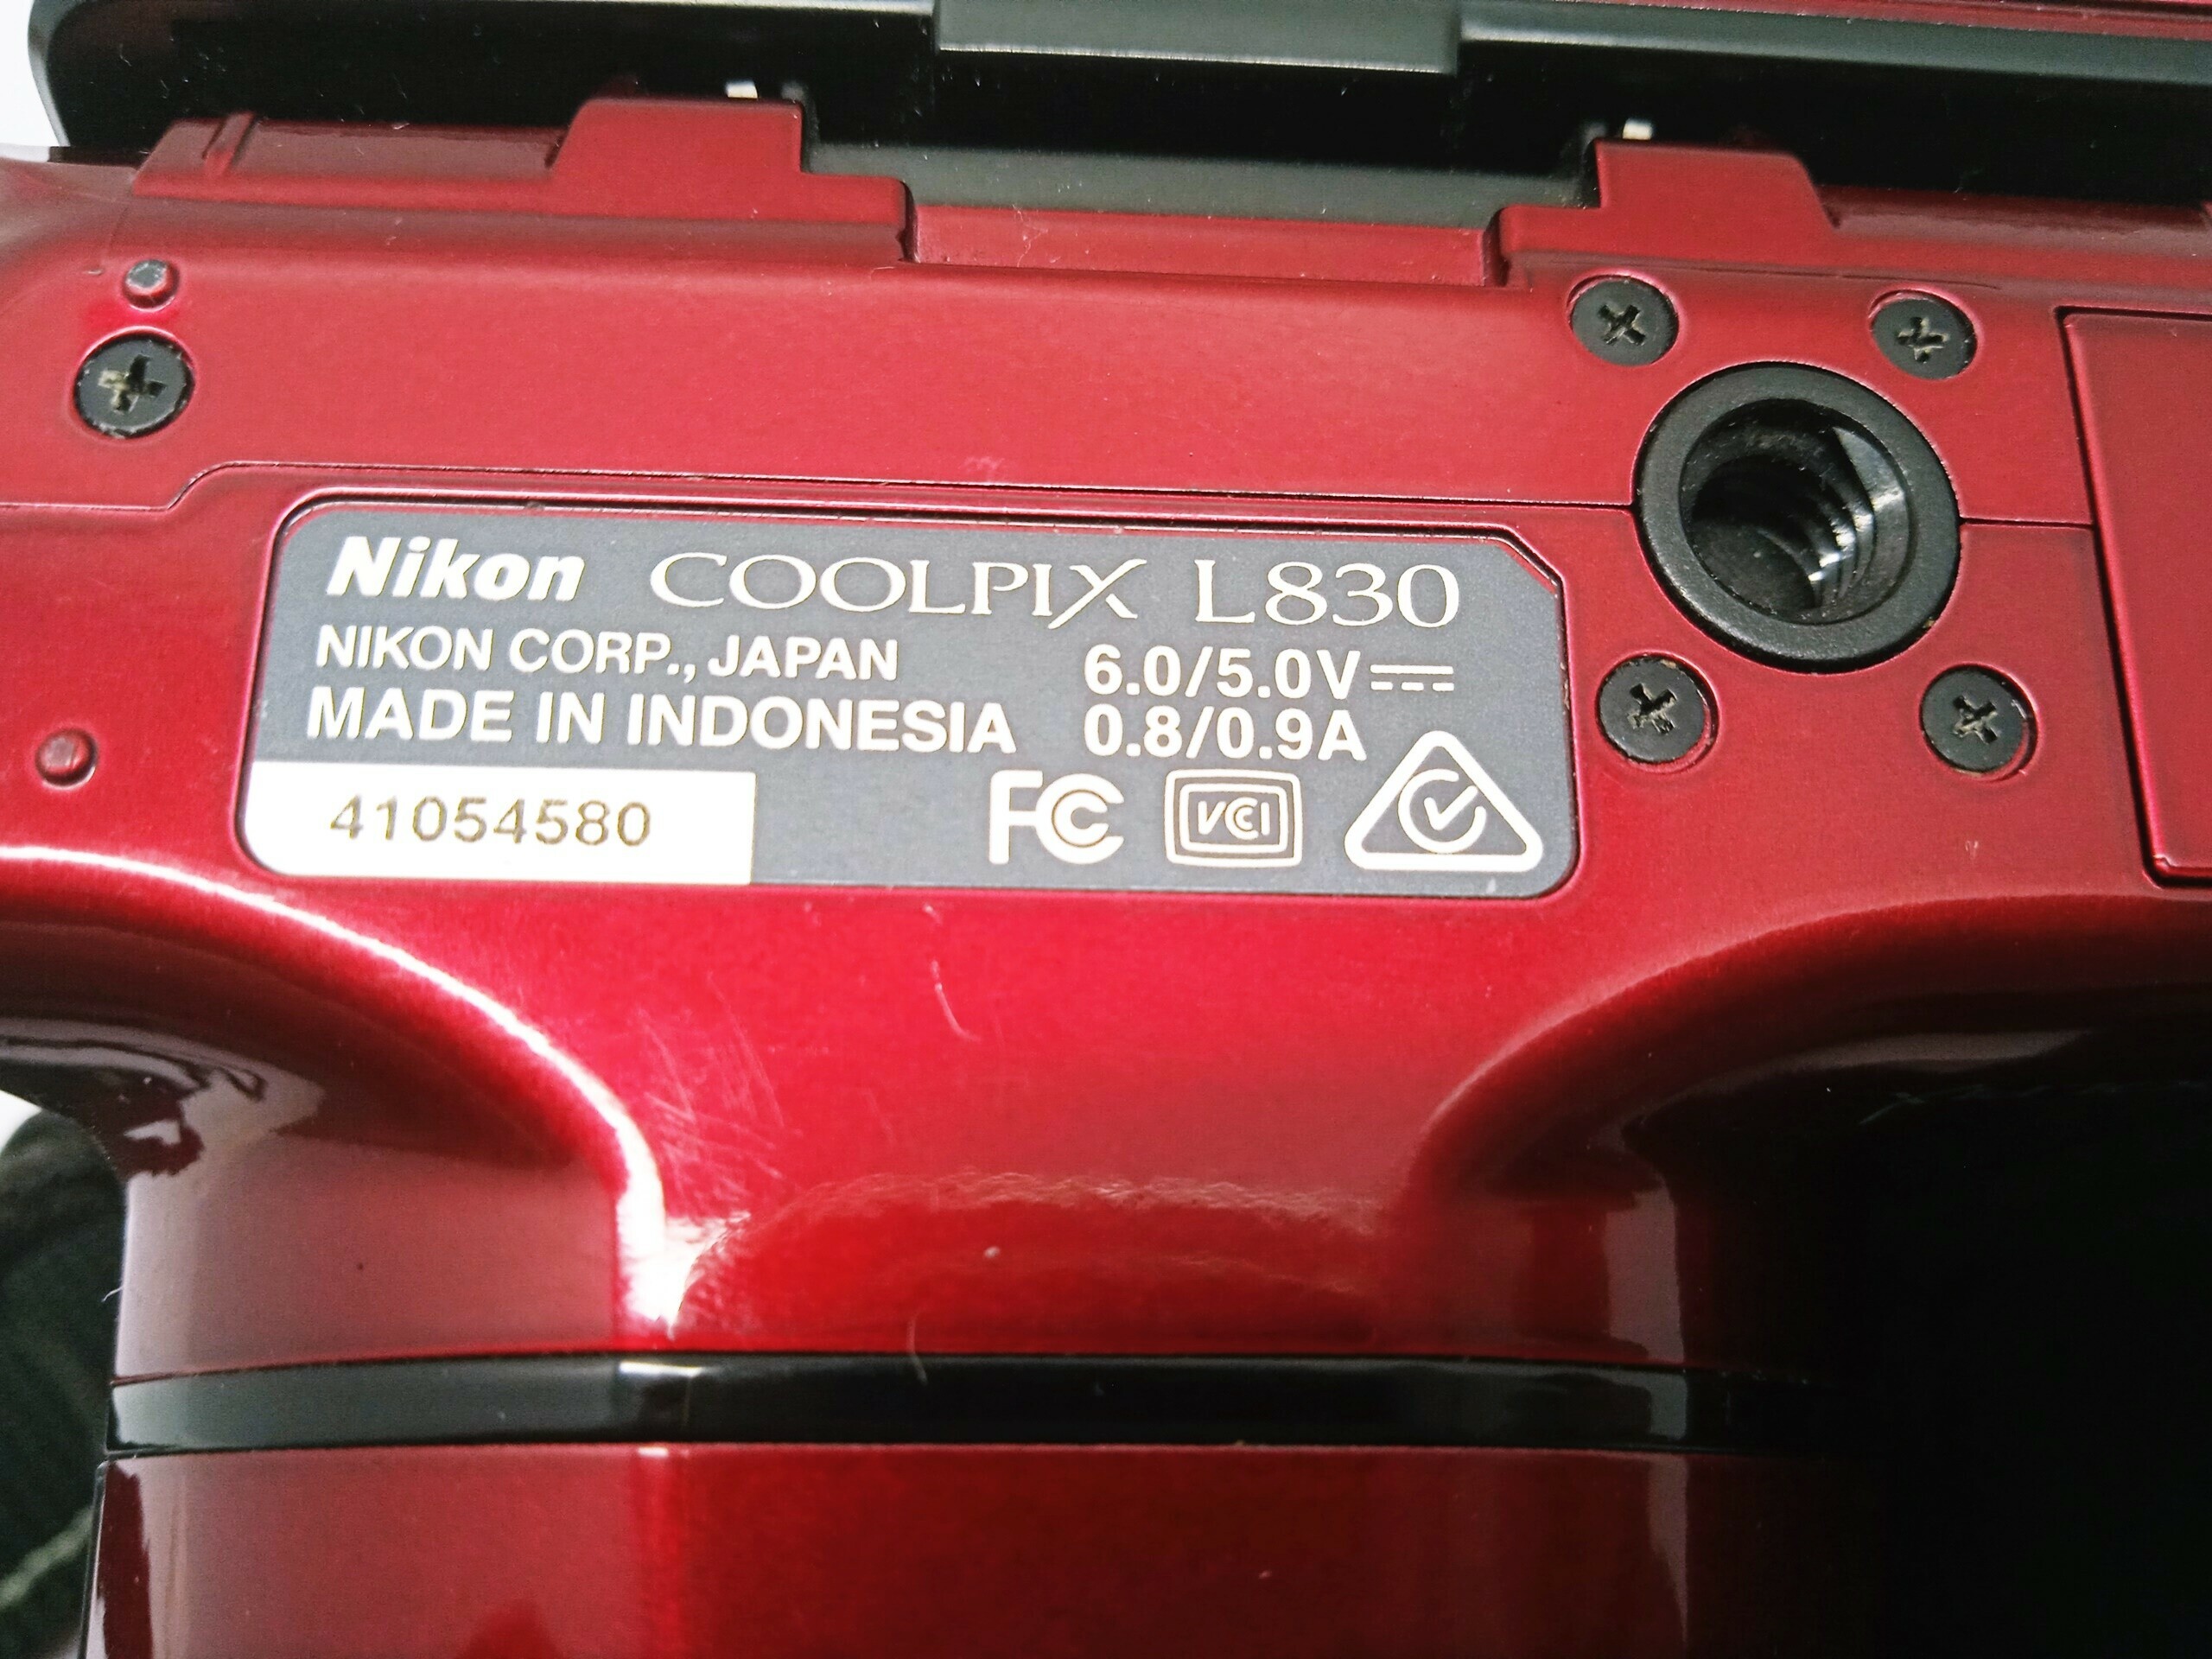 Nikon COOLPIX L830
NIKON CORP., JAPAN 6.0/5.0V
MADE IN INDONESIA 0.8/0.9A
41054580 FC VCCI